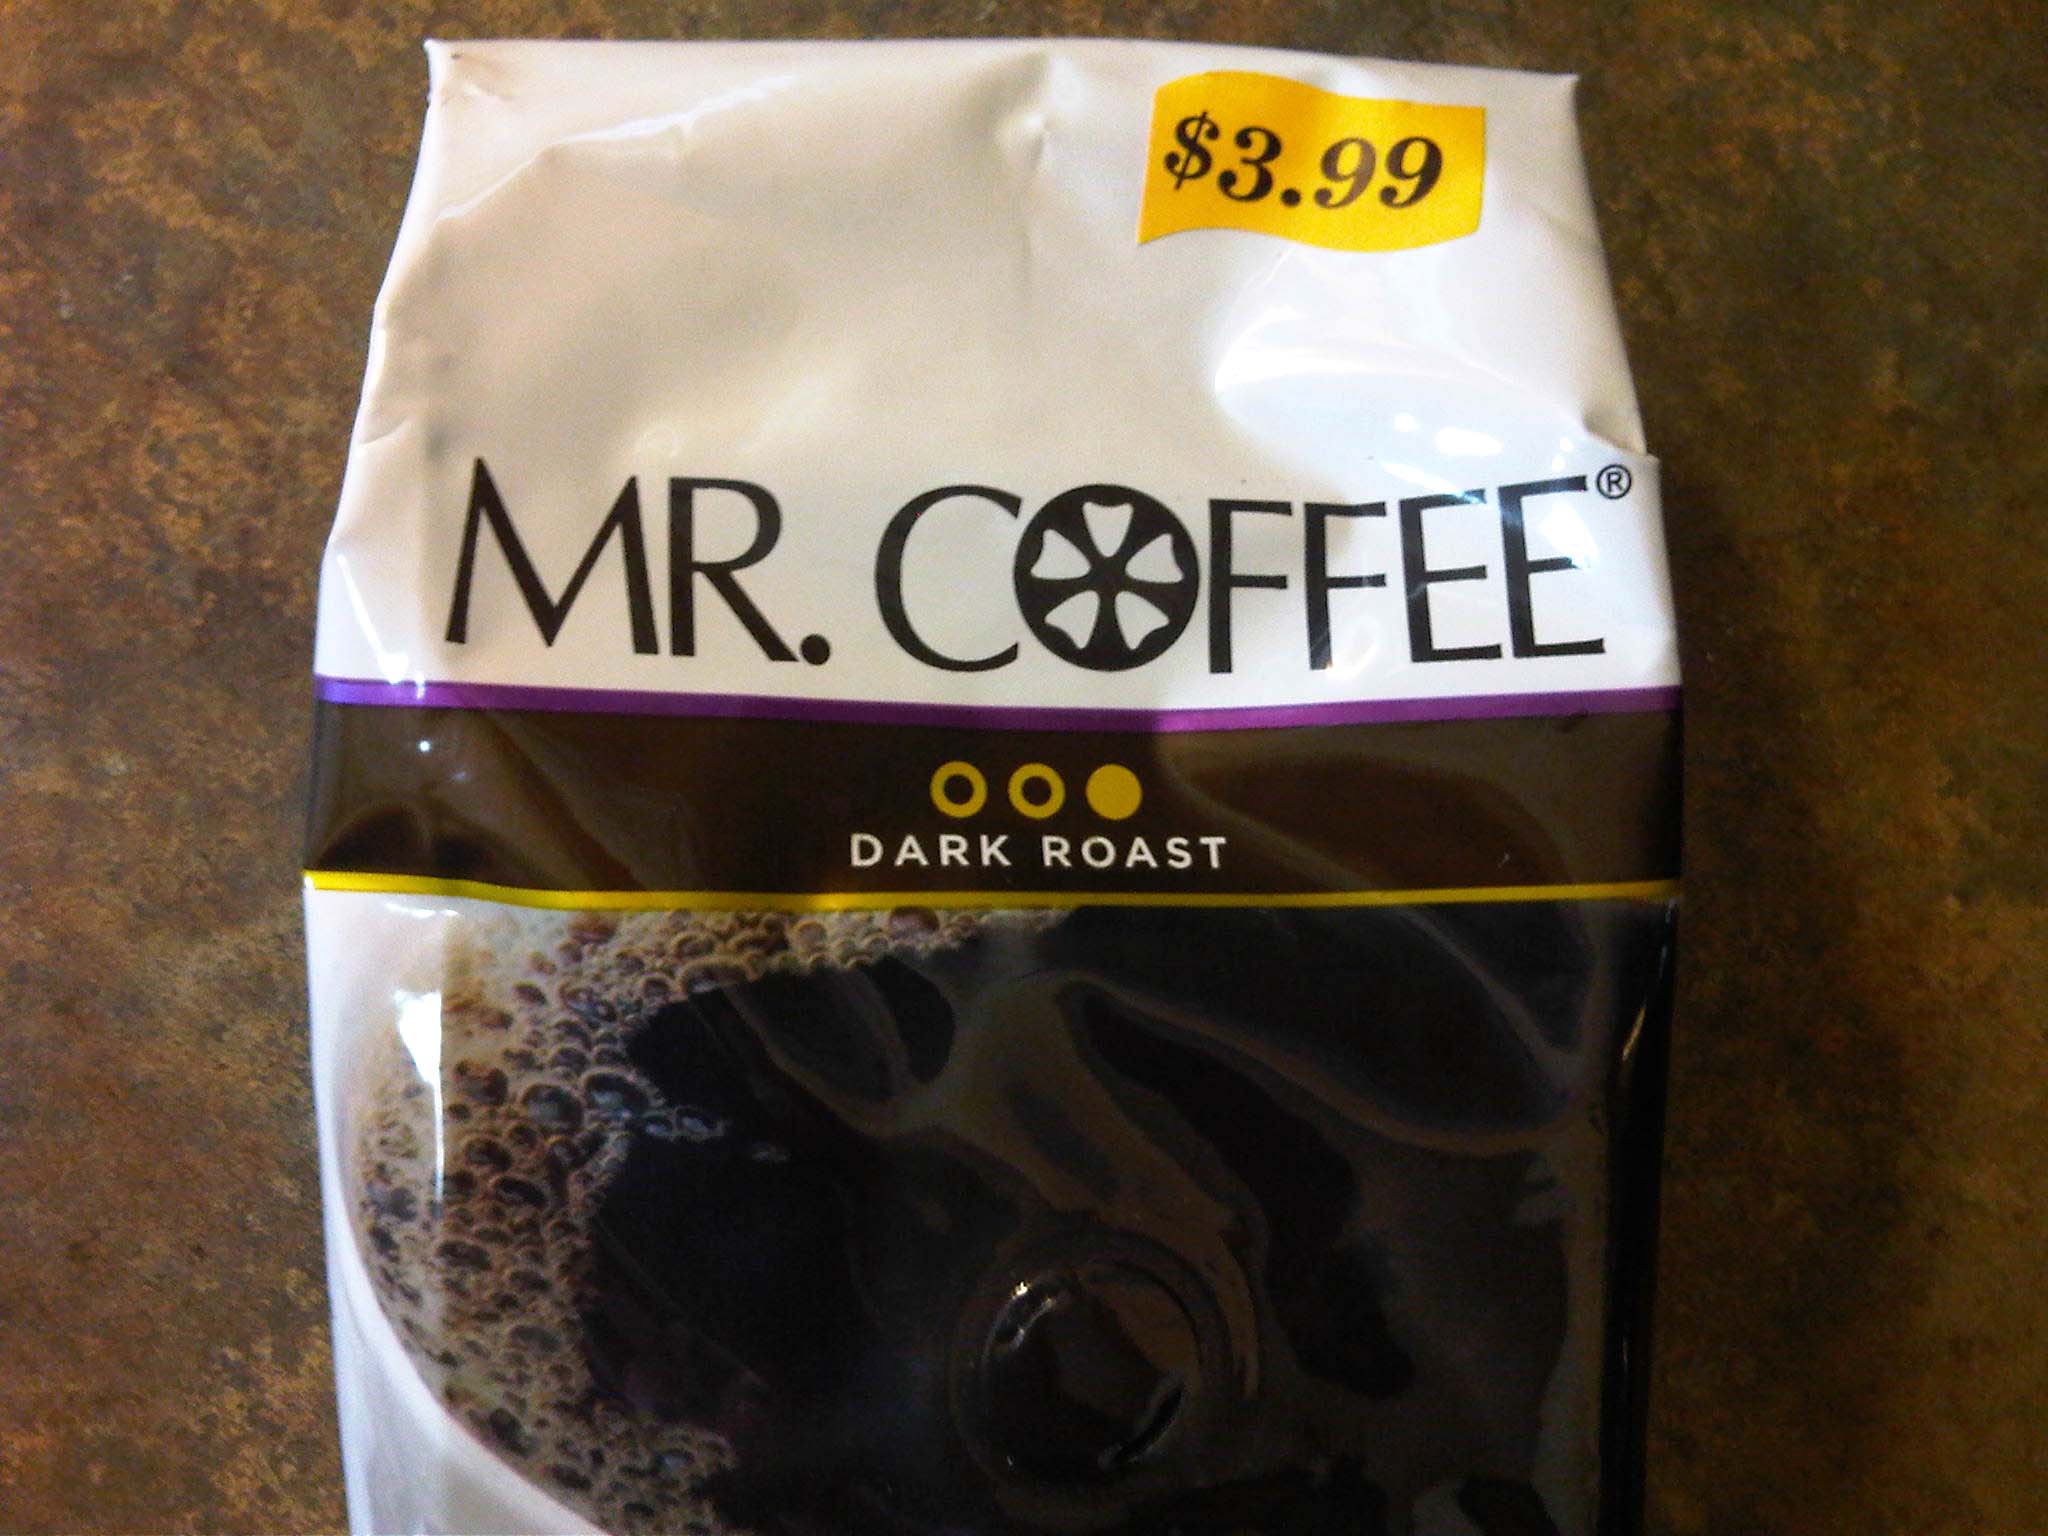 $3.99
MR. COFFEE®
DARK ROAST